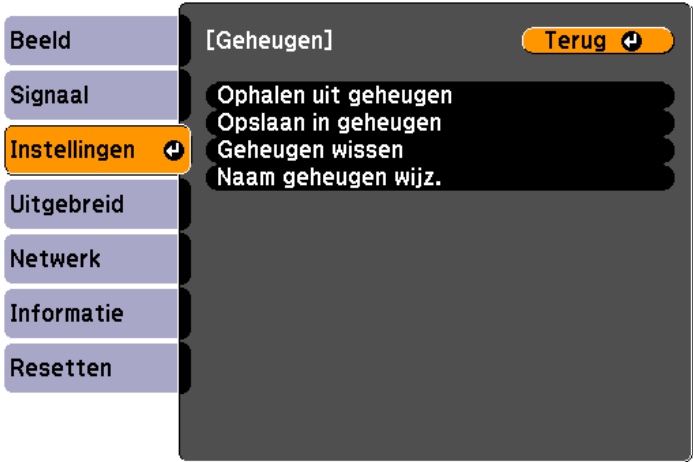 Beeld
Signaal
Instellingen
Uitgebreid
Netwerk
Informatie
Resetten
[Geheugen]
Terug
Ophalen uit geheugen
Opslaan in geheugen
Geheugen wissen
Naam geheugen wijz.